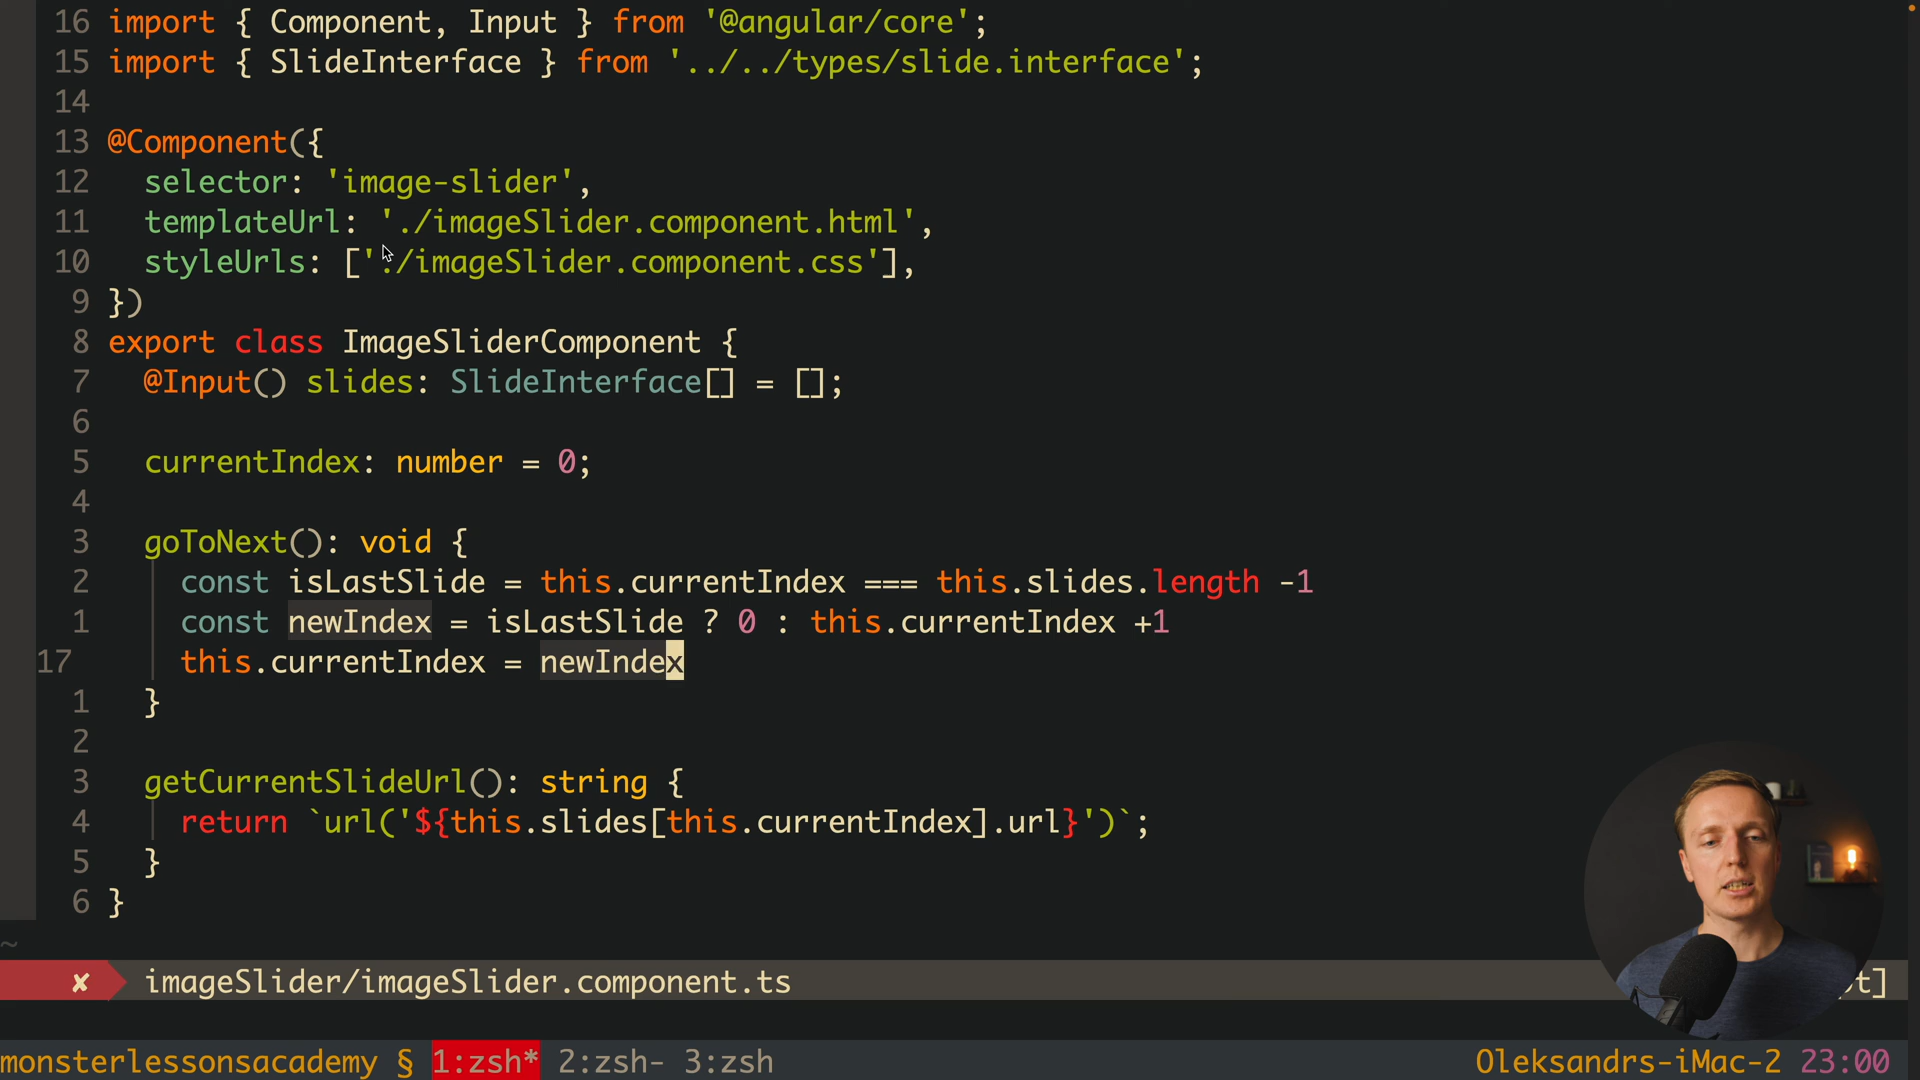 16 import { Component, Input } from '@angular/core';
15 import { SlideInterface } from '../../types/slide.interface';
14
13 @Component({
12   selector: 'image-slider',
11   templateUrl: './imageSlider.component.html',
10   styleUrls: ['./imageSlider.component.css'],
9 })
8 export class ImageSliderComponent {
7   @Input() slides: SlideInterface[] = [];
6
5   currentIndex: number = 0;
4
3   goToNext(): void {
2     const isLastSlide = this.currentIndex === this.slides.length -1
1     const newIndex = isLastSlide ? 0 : this.currentIndex +1
17     this.currentIndex = newIndex
1   }
2
3   getCurrentSlideUrl(): string {
4     return `url('${this.slides[this.currentIndex].url}')`;
5   }
6 }
~
✘ imageSlider/imageSlider.component.ts
monsterlessonsacademy § 1:zsh* 2:zsh- 3:zsh Oleksandrs-iMac-2 23:00